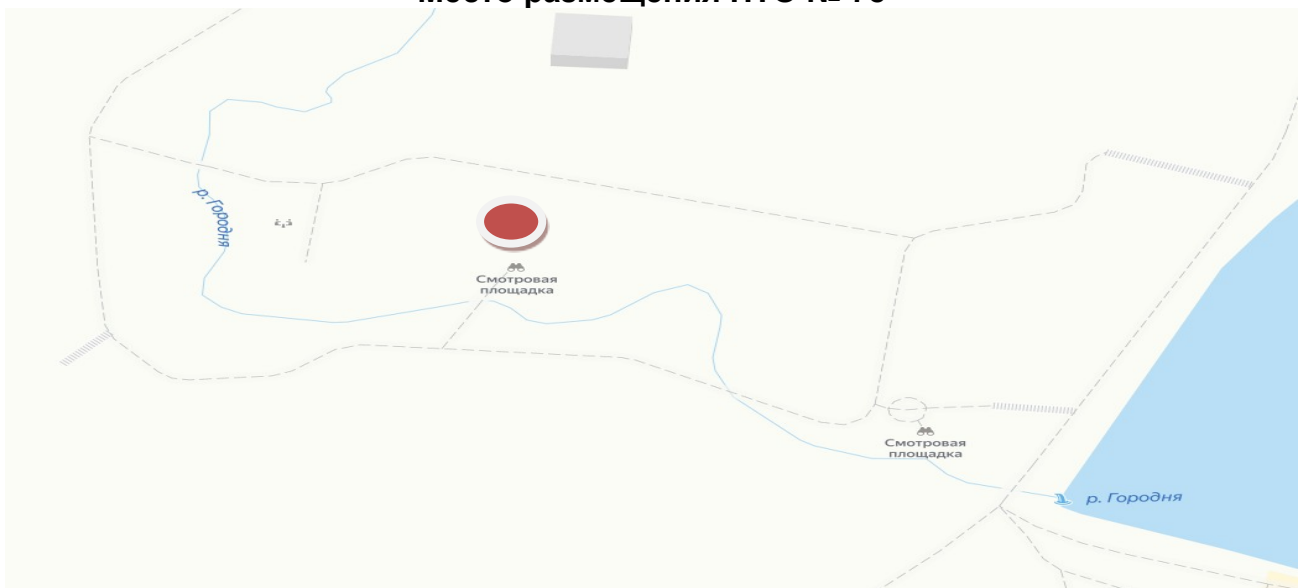 р. Городня
Смотровая
площадка
Смотровая
площадка
р. Городня